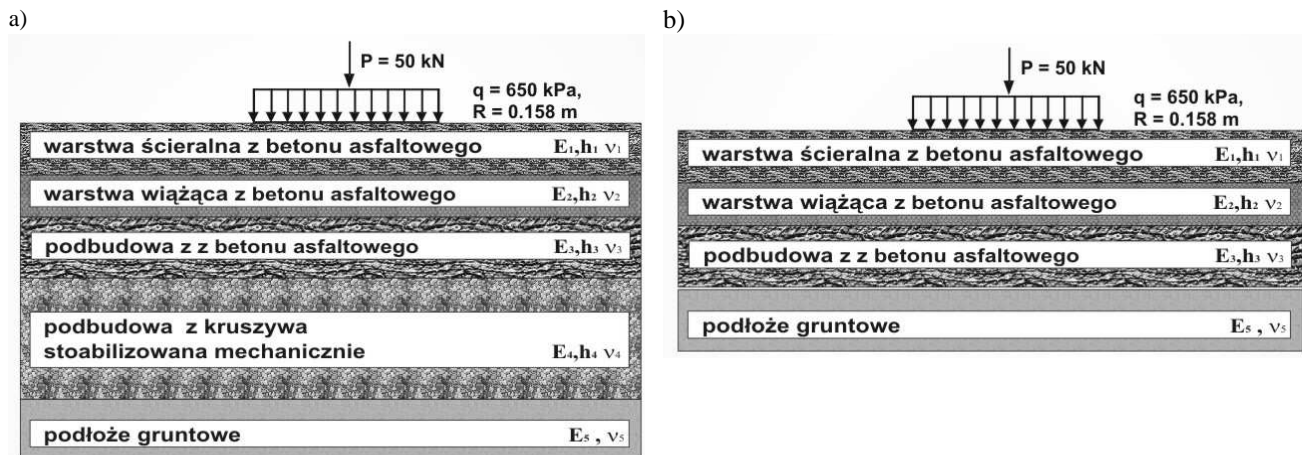 a)
P = 50 kN
q = 650 kPa,
R = 0.158 m
warstwa ścieralna z betonu asfaltowego E₁,h₁ ν₁
warstwa wiążąca z betonu asfaltowego E₂,h₂ ν₂
podbudowa z z betonu asfaltowego E₃,h₃ ν₃
podbudowa z kruszywa
stoabilizowana mechanicznie E₄,h₄ ν₄
podłoże gruntowe E₅ , ν₅
b)
P = 50 kN
q = 650 kPa,
R = 0.158 m
warstwa ścieralna z betonu asfaltowego E₁,h₁ ν₁
warstwa wiążąca z betonu asfaltowego E₂,h₂ ν₂
podbudowa z z betonu asfaltowego E₃,h₃ ν₃
podłoże gruntowe E₅ , ν₅